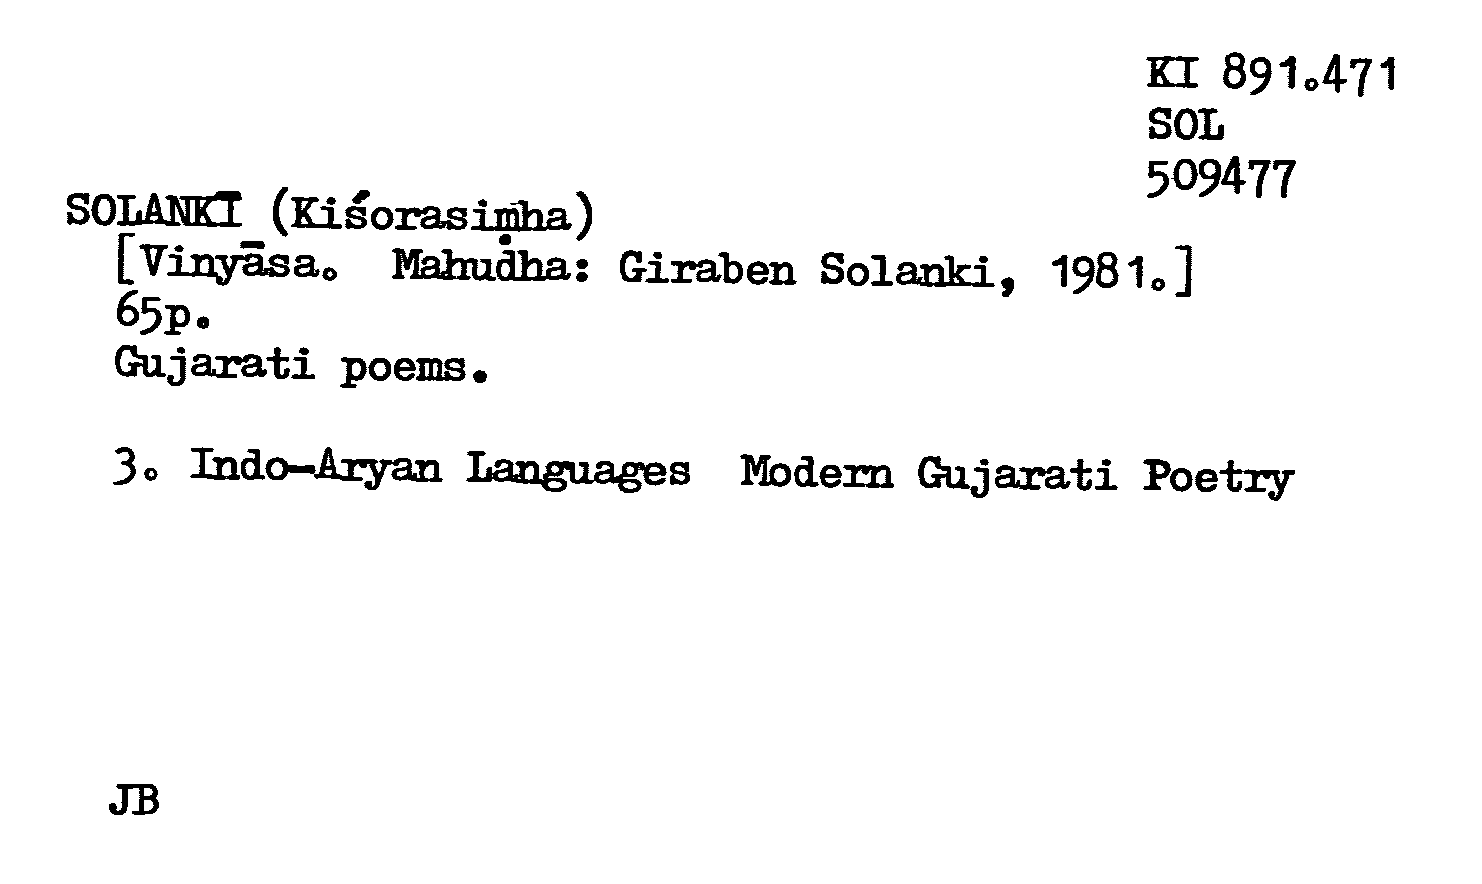 KI 891.471
SOL
509477
SOLANKĪ (Kiśorasiṃha)
[Vinyāsa. Mahuḍha: Giraben Solanki, 1981.]
65p.
Gujarati poems.
3. Indo-Aryan Languages Modern Gujarati Poetry
JB